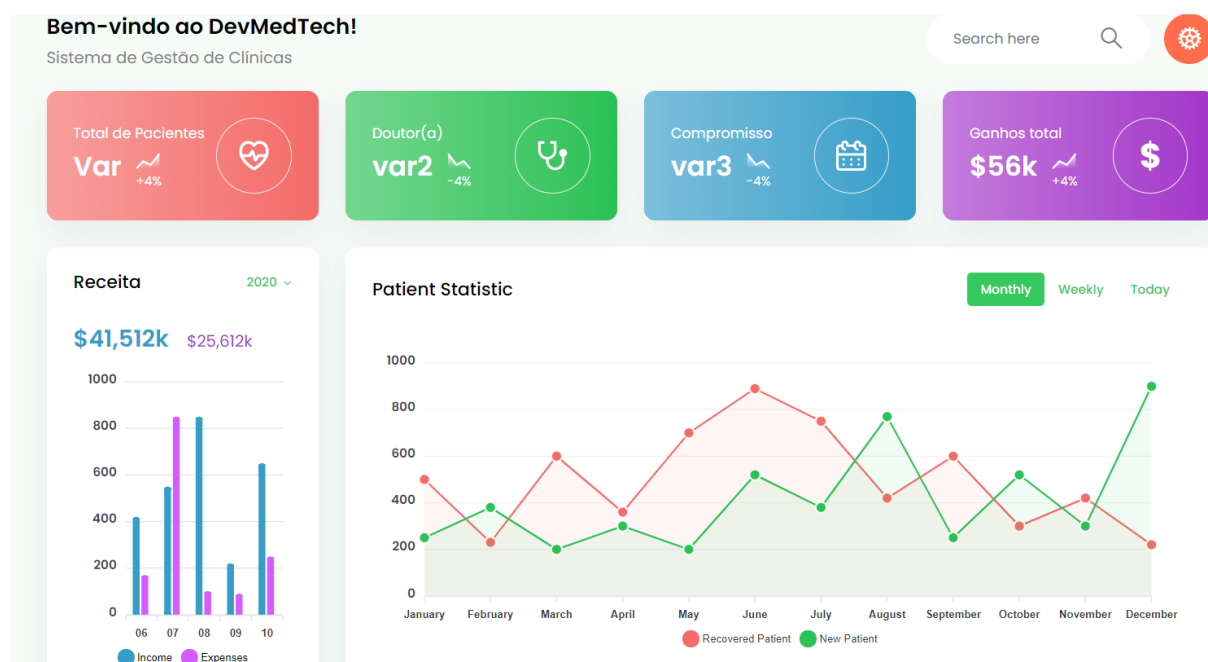 Bem-vindo ao DevMedTech!
Sistema de Gestão de Clínicas
Search here
Total de Pacientes
Var
+4%
Doutor(a)
var2
-4%
Compromisso
var3
-4%
Ganhos total
$56k
+4%
$
Receita
2020
$41,512k $25,612k
1000
800
600
400
200
0
06 07 08 09 10
Income Expenses
Patient Statistic
Monthly Weekly Today
1000
800
600
400
200
0
January February March April May June July August September October November December
Recovered Patient New Patient